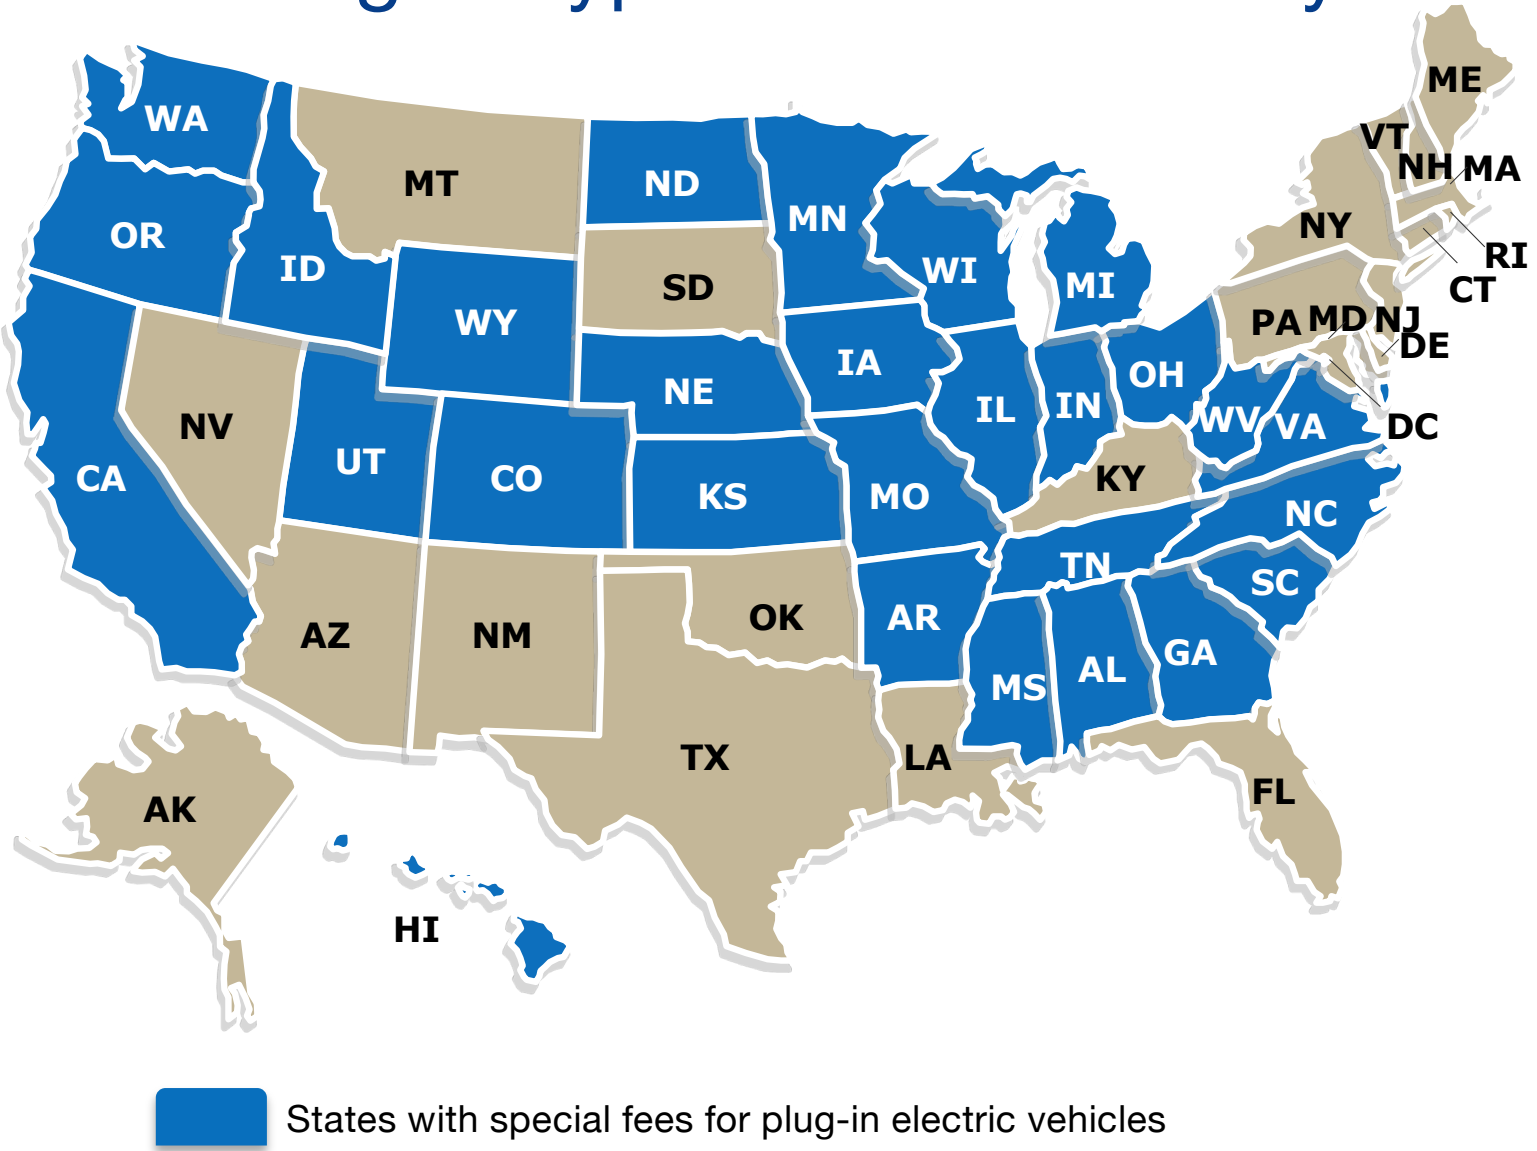 ME
WA
VT
NH
MA
MT
ND
MN
OR
NY
WI
RI
ID
SD
MI
CT
WY
PA
MD
NJ
DE
IA
OH
NE
IL
IN
NV
WV
VA
DC
UT
CO
CA
KY
KS
MO
NC
TN
SC
OK
AR
AZ
NM
GA
AL
MS
TX
LA
FL
AK
HI
States with special fees for plug-in electric vehicles